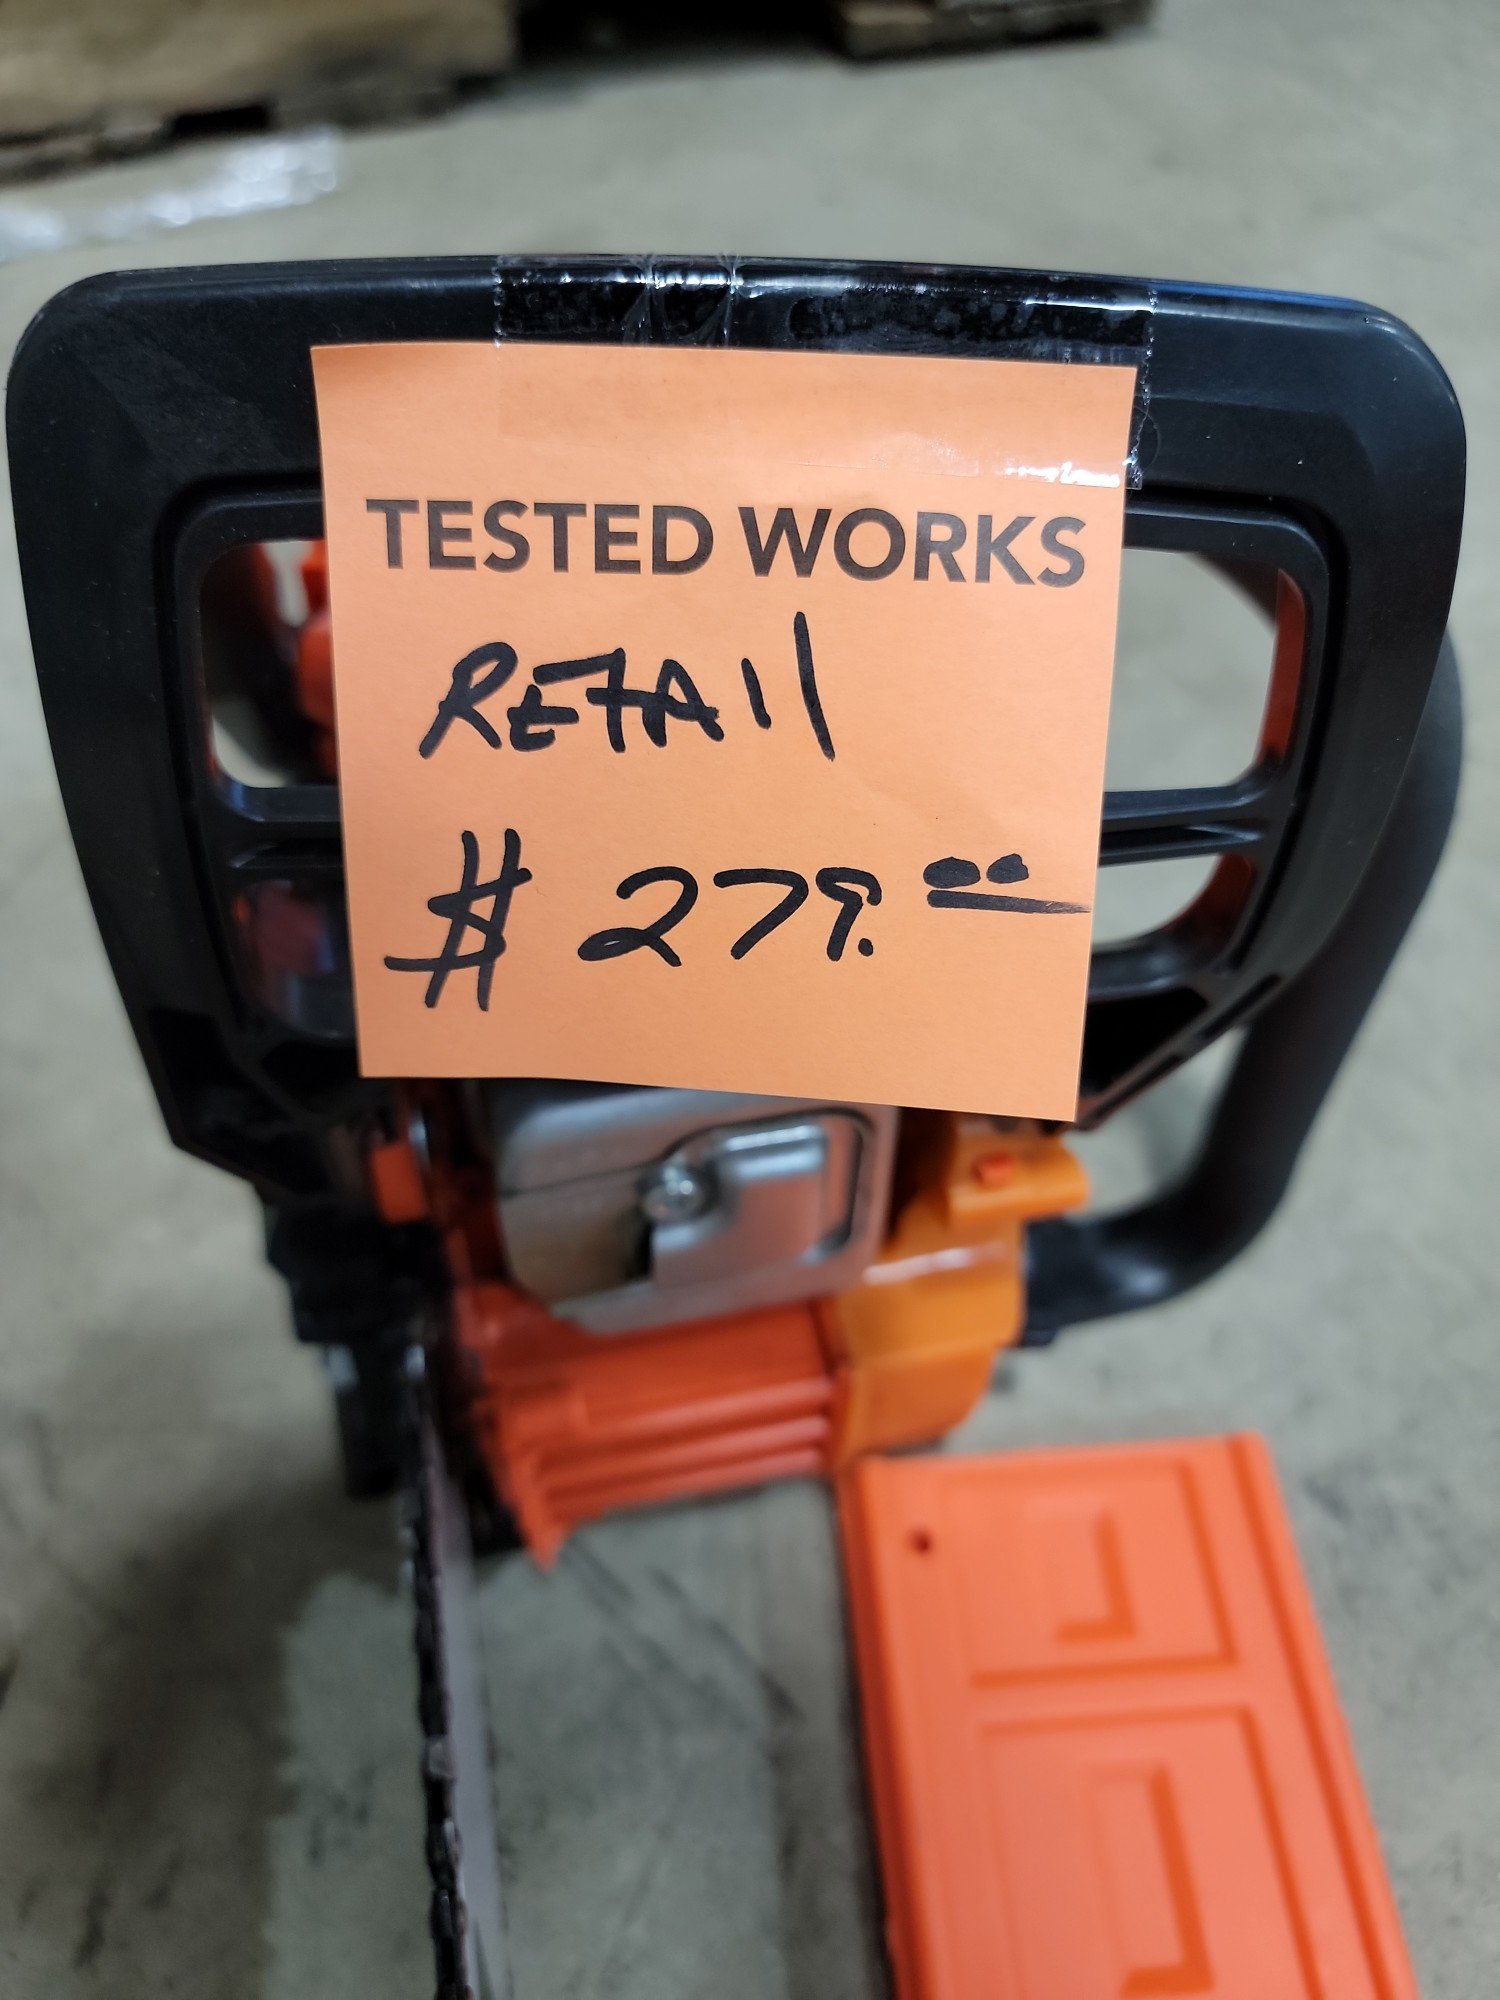 TESTED WORKS
RETAIL
$ 279.00